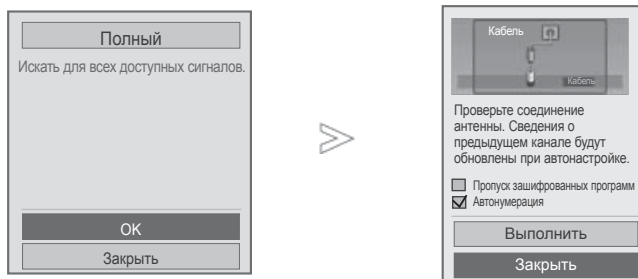 Полный
Искать для всех доступных сигналов.
OK
Закрыть
Кабель
Кабель
Проверьте соединение
антенны. Сведения о
предыдущем канале будут
обновлены при автонастройке.
Пропуск зашифрованных программ
Автонумерация
Выполнить
Закрыть